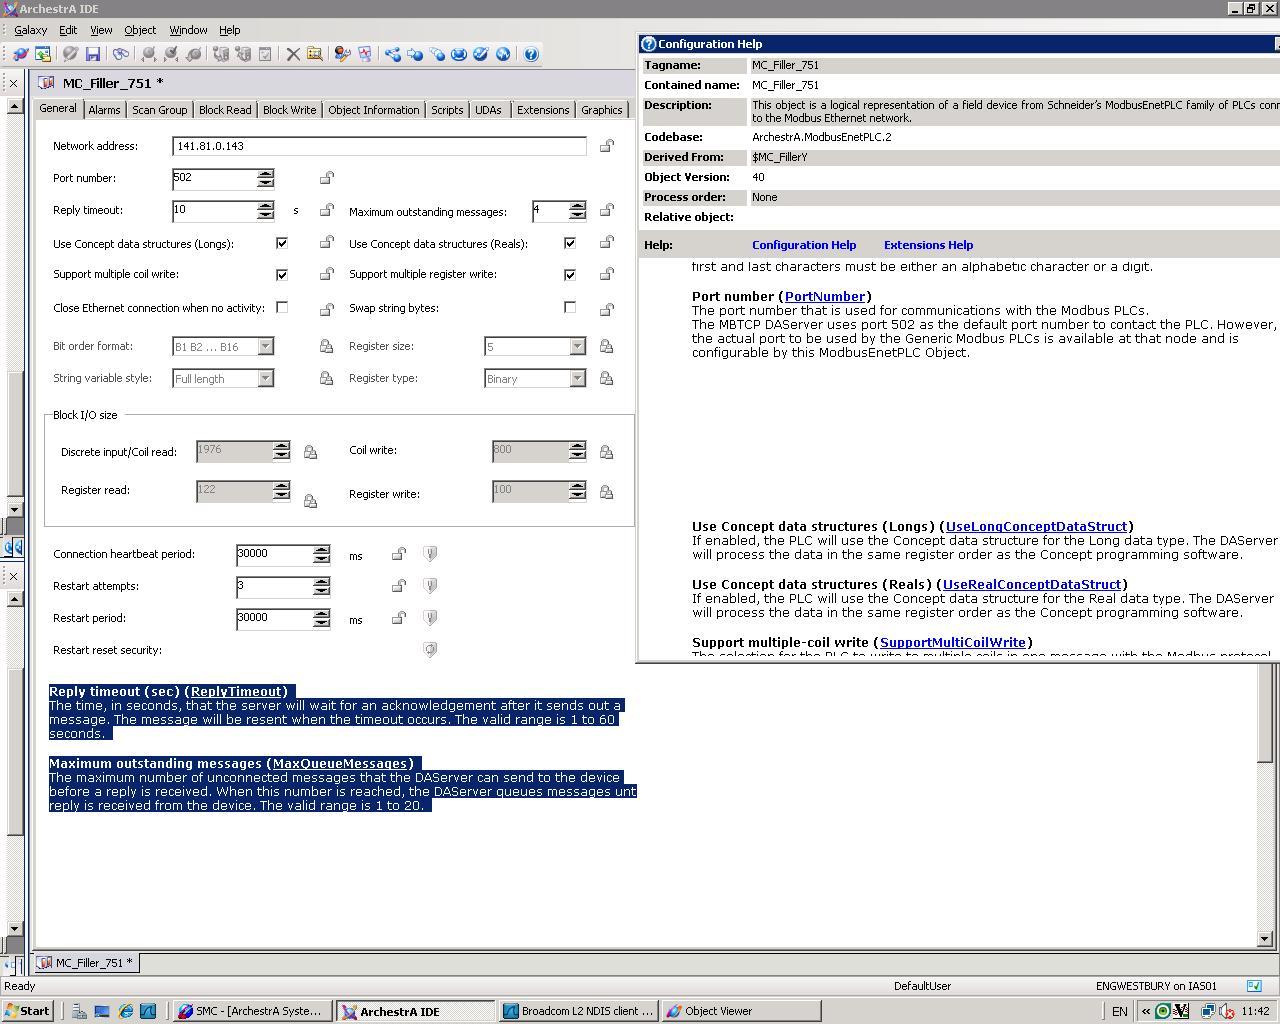 ArchestrA IDE
Galaxy Edit View Object Window Help
MC_Filler_751 *
General Alarms Scan Group Block Read Block Write Object Information Scripts UDAs Extensions Graphics
Network address: 141.81.0.143
Port number: 502
Reply timeout: 10 s Maximum outstanding messages: 4
Use Concept data structures (Longs): Use Concept data structures (Reals):
Support multiple coil write: Support multiple register write:
Close Ethernet connection when no activity: Swap string bytes:
Bit order format: B1 B2 ... B16 Register size: 5
String variable style: Full length Register type: Binary
Block I/O size
Discrete input/Coil read: 1976 Coil write: 800
Register read: 122 Register write: 100
Connection heartbeat period: 30000 ms
Restart attempts: 3
Restart period: 30000 ms
Restart reset security:
Reply timeout (sec) (ReplyTimeout)
The time, in seconds, that the server will wait for an acknowledgement after it sends out a
message. The message will be resent when the timeout occurs. The valid range is 1 to 60
seconds.
Maximum outstanding messages (MaxQueueMessages)
The maximum number of unconnected messages that the DAServer can send to the device
before a reply is received. When this number is reached, the DAServer queues messages unt
reply is received from the device. The valid range is 1 to 20.
Configuration Help
Tagname: MC_Filler_751
Contained name: MC_Filler_751
Description: This object is a logical representation of a field device from Schneider's ModbusEnetPLC family of PLCs conn
to the Modbus Ethernet network.
Codebase: ArchestrA.ModbusEnetPLC.2
Derived From: $MC_FillerY
Object Version: 40
Process order: None
Relative object:
Help: Configuration Help Extensions Help
first and last characters must be either an alphabetic character or a digit.
Port number (PortNumber)
The port number that is used for communications with the Modbus PLCs.
The MBTCP DAServer uses port 502 as the default port number to contact the PLC. However,
the actual port to be used by the Generic Modbus PLCs is available at that node and is
configurable by this ModbusEnetPLC Object.
Use Concept data structures (Longs) (UseLongConceptDataStruct)
If enabled, the PLC will use the Concept data structure for the Long data type. The DAServer
will process the data in the same register order as the Concept programming software.
Use Concept data structures (Reals) (UseRealConceptDataStruct)
If enabled, the PLC will use the Concept data structure for the Real data type. The DAServer
will process the data in the same register order as the Concept programming software.
Support multiple-coil write (SupportMultiCoilWrite)
The selection for the PLC to write to multiple coils in one message with the Modbus protocol
MC_Filler_751 *
Ready DefaultUser ENGWESTBURY on IAS01
Start SMC - [ArchestrA Syste... ArchestrA IDE Broadcom L2 NDIS client ... Object Viewer EN « 11:42